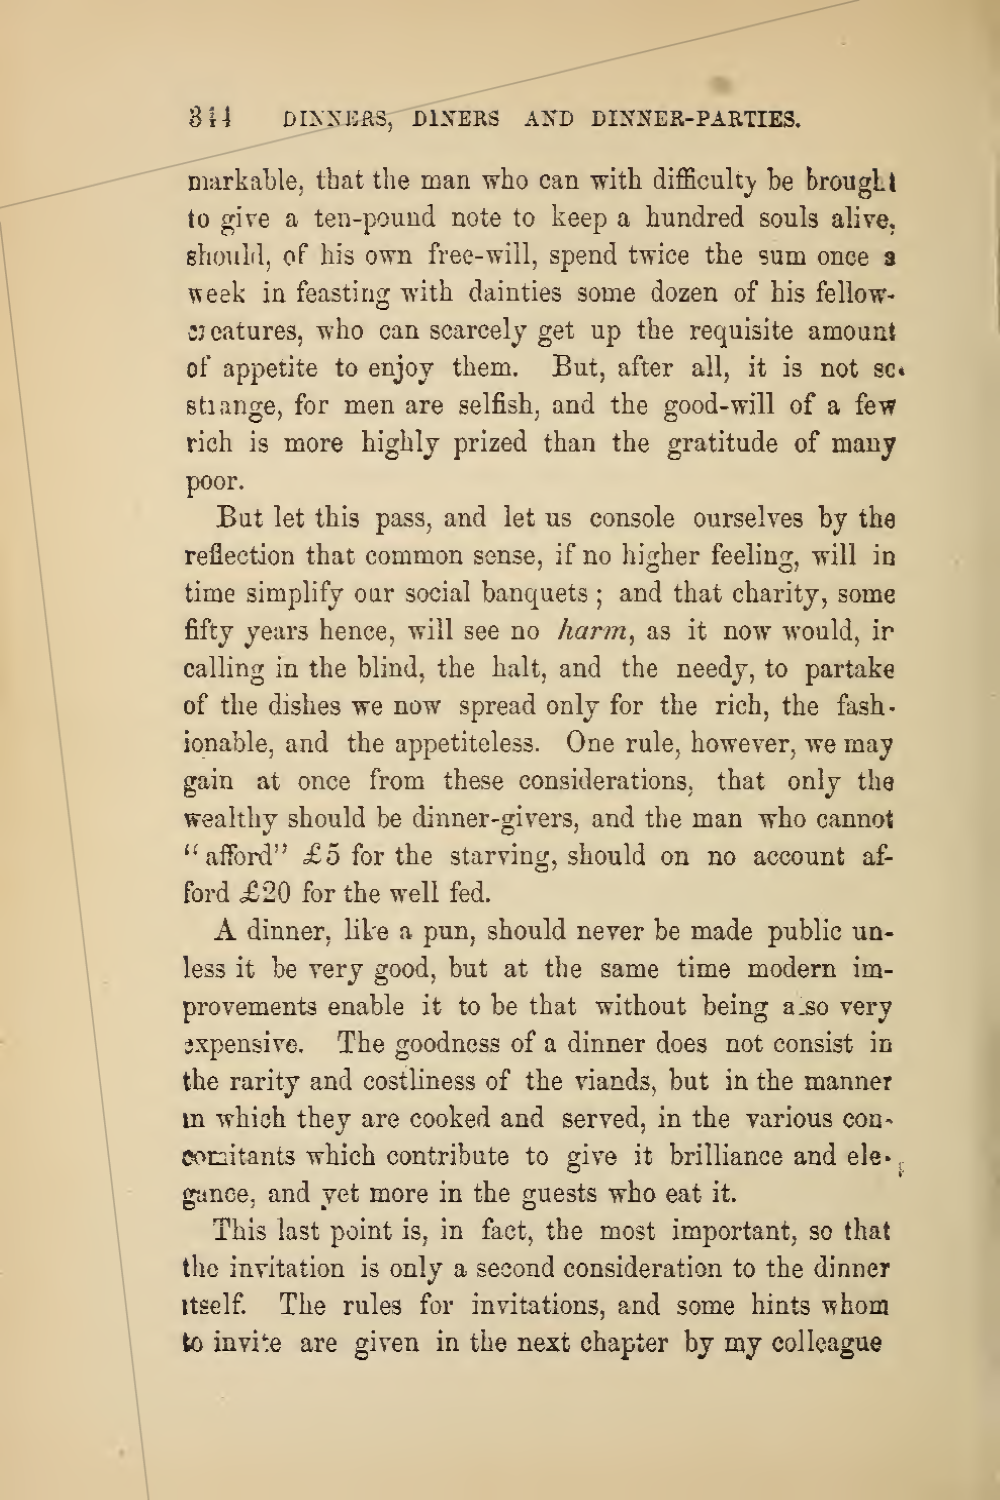 344 DINNERS, DINERS AND DINNER-PARTIES.
markable, that the man who can with difficulty be brought
to give a ten-pound note to keep a hundred souls alive,
should, of his own free-will, spend twice the sum once a
week in feasting with dainties some dozen of his fellow-
creatures, who can scarcely get up the requisite amount
of appetite to enjoy them. But, after all, it is not so
strange, for men are selfish, and the good-will of a few
rich is more highly prized than the gratitude of many
poor.
But let this pass, and let us console ourselves by the
reflection that common sense, if no higher feeling, will in
time simplify our social banquets; and that charity, some
fifty years hence, will see no harm, as it now would, in
calling in the blind, the halt, and the needy, to partake
of the dishes we now spread only for the rich, the fash-
ionable, and the appetiteless. One rule, however, we may
gain at once from these considerations, that only the
wealthy should be dinner-givers, and the man who cannot
"afford" £5 for the starving, should on no account af-
ford £20 for the well fed.
A dinner, like a pun, should never be made public un-
less it be very good, but at the same time modern im-
provements enable it to be that without being also very
expensive. The goodness of a dinner does not consist in
the rarity and costliness of the viands, but in the manner
in which they are cooked and served, in the various con-
comitants which contribute to give it brilliance and ele-
gance, and yet more in the guests who eat it.
This last point is, in fact, the most important, so that
the invitation is only a second consideration to the dinner
itself. The rules for invitations, and some hints whom
to invite are given in the next chapter by my colleague